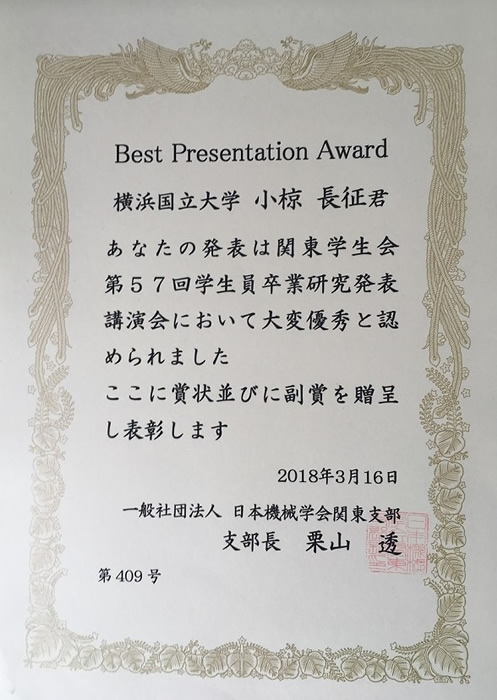 Best Presentation Award
横浜国立大学 小椋 長征君
あなたの発表は関東学生会
第57回学生員卒業研究発表
講演会において大変優秀と認
められました
ここに賞状並びに副賞を贈呈
し表彰します
2018年3月16日
一般社団法人 日本機械学会関東支部
支部長 栗山 透
第409号